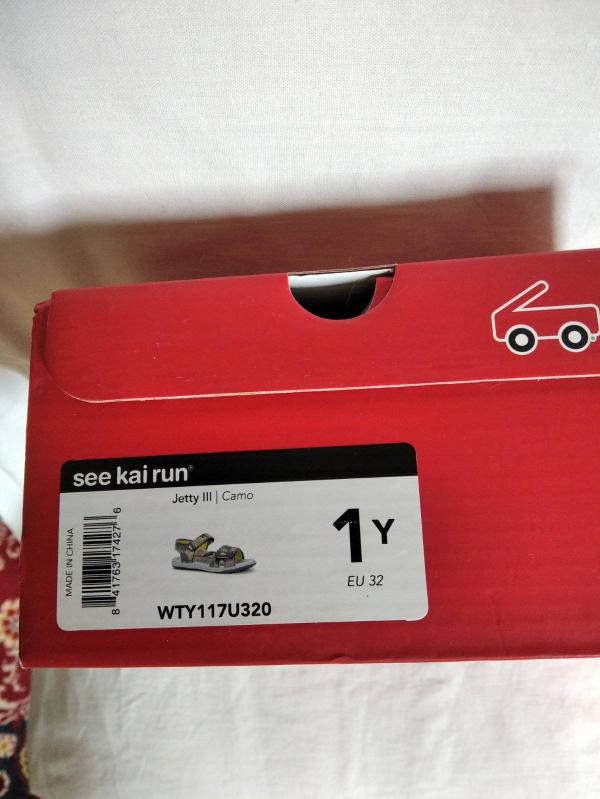 see kai run®
Jetty III | Camo
MADE IN CHINA
8 41763 17427 6
1Y
EU 32
WTY117U320